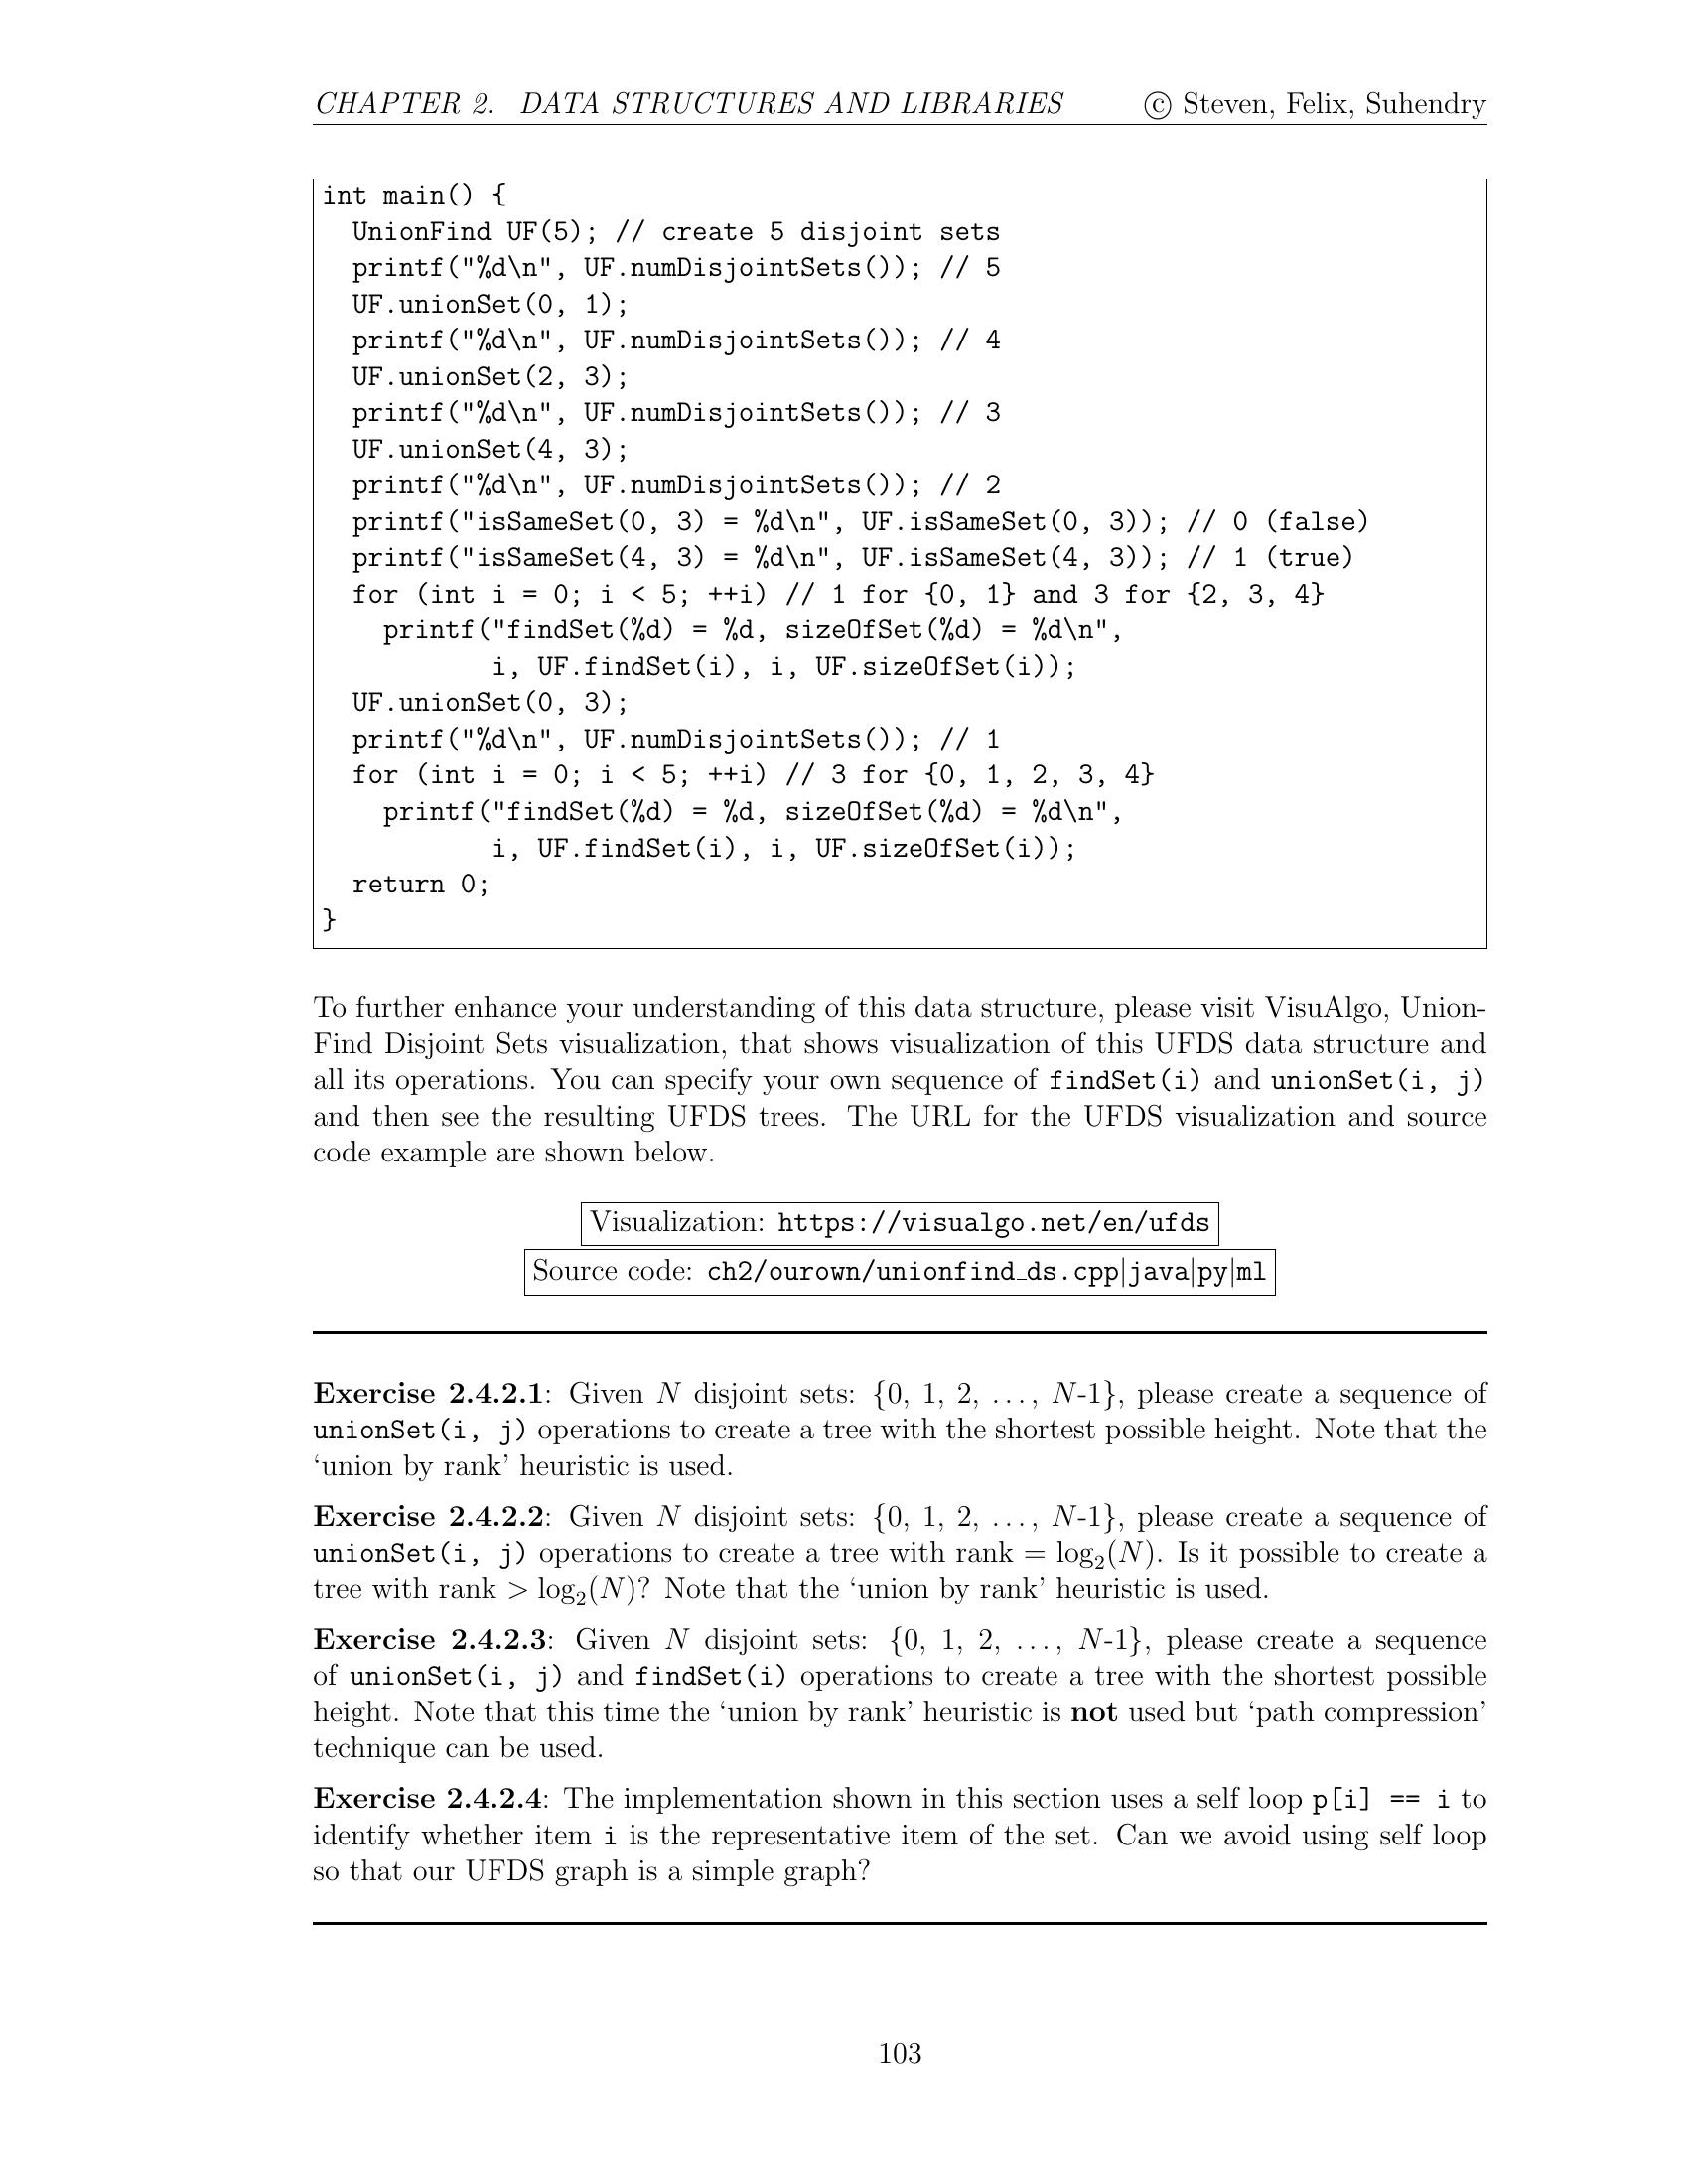 CHAPTER 2. DATA STRUCTURES AND LIBRARIES © Steven, Felix, Suhendry
int main() {
  UnionFind UF(5); // create 5 disjoint sets
  printf("%d\n", UF.numDisjointSets()); // 5
  UF.unionSet(0, 1);
  printf("%d\n", UF.numDisjointSets()); // 4
  UF.unionSet(2, 3);
  printf("%d\n", UF.numDisjointSets()); // 3
  UF.unionSet(4, 3);
  printf("%d\n", UF.numDisjointSets()); // 2
  printf("isSameSet(0, 3) = %d\n", UF.isSameSet(0, 3)); // 0 (false)
  printf("isSameSet(4, 3) = %d\n", UF.isSameSet(4, 3)); // 1 (true)
  for (int i = 0; i < 5; ++i) // 1 for {0, 1} and 3 for {2, 3, 4}
    printf("findSet(%d) = %d, sizeOfSet(%d) = %d\n",
           i, UF.findSet(i), i, UF.sizeOfSet(i));
  UF.unionSet(0, 3);
  printf("%d\n", UF.numDisjointSets()); // 1
  for (int i = 0; i < 5; ++i) // 3 for {0, 1, 2, 3, 4}
    printf("findSet(%d) = %d, sizeOfSet(%d) = %d\n",
           i, UF.findSet(i), i, UF.sizeOfSet(i));
  return 0;
}
To further enhance your understanding of this data structure, please visit VisuAlgo, Union-
Find Disjoint Sets visualization, that shows visualization of this UFDS data structure and
all its operations. You can specify your own sequence of findSet(i) and unionSet(i, j)
and then see the resulting UFDS trees. The URL for the UFDS visualization and source
code example are shown below.
Visualization: https://visualgo.net/en/ufds
Source code: ch2/ourown/unionfind_ds.cpp|java|py|ml
Exercise 2.4.2.1: Given N disjoint sets: {0, 1, 2, ..., N-1}, please create a sequence of
unionSet(i, j) operations to create a tree with the shortest possible height. Note that the
‘union by rank’ heuristic is used.
Exercise 2.4.2.2: Given N disjoint sets: {0, 1, 2, ..., N-1}, please create a sequence of
unionSet(i, j) operations to create a tree with rank = log₂(N). Is it possible to create a
tree with rank > log₂(N)? Note that the ‘union by rank’ heuristic is used.
Exercise 2.4.2.3: Given N disjoint sets: {0, 1, 2, ..., N-1}, please create a sequence
of unionSet(i, j) and findSet(i) operations to create a tree with the shortest possible
height. Note that this time the ‘union by rank’ heuristic is not used but ‘path compression’
technique can be used.
Exercise 2.4.2.4: The implementation shown in this section uses a self loop p[i] == i to
identify whether item i is the representative item of the set. Can we avoid using self loop
so that our UFDS graph is a simple graph?
103